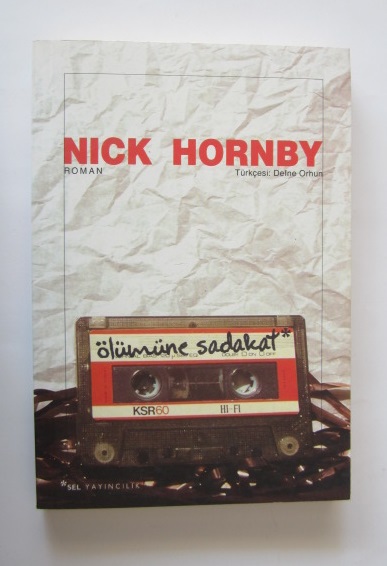 NICK HORNBY
ROMAN
Türkçesi: Defne Orhun
ölümüne sadakat*
KSR60 HI-FI
*SEL YAYINCILIK